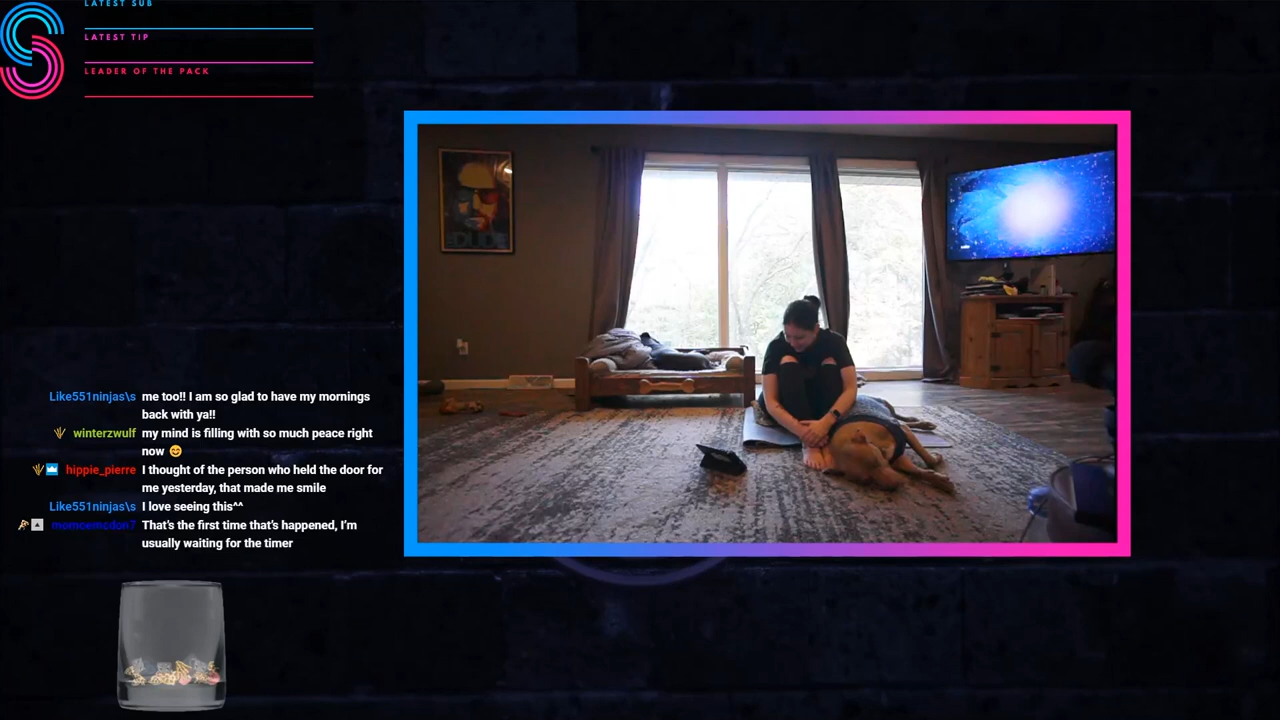 LATEST SUB
LATEST TIP
LEADER OF THE PACK
Like551ninjas\s me too!! I am so glad to have my mornings
back with ya!!
winterzwulf my mind is filling with so much peace right
now
hippie_pierre I thought of the person who held the door for
me yesterday, that made me smile
Like551ninjas\s I love seeing this^^
momoemcdon7 That's the first time that's happened, I'm
usually waiting for the timer
DUDE